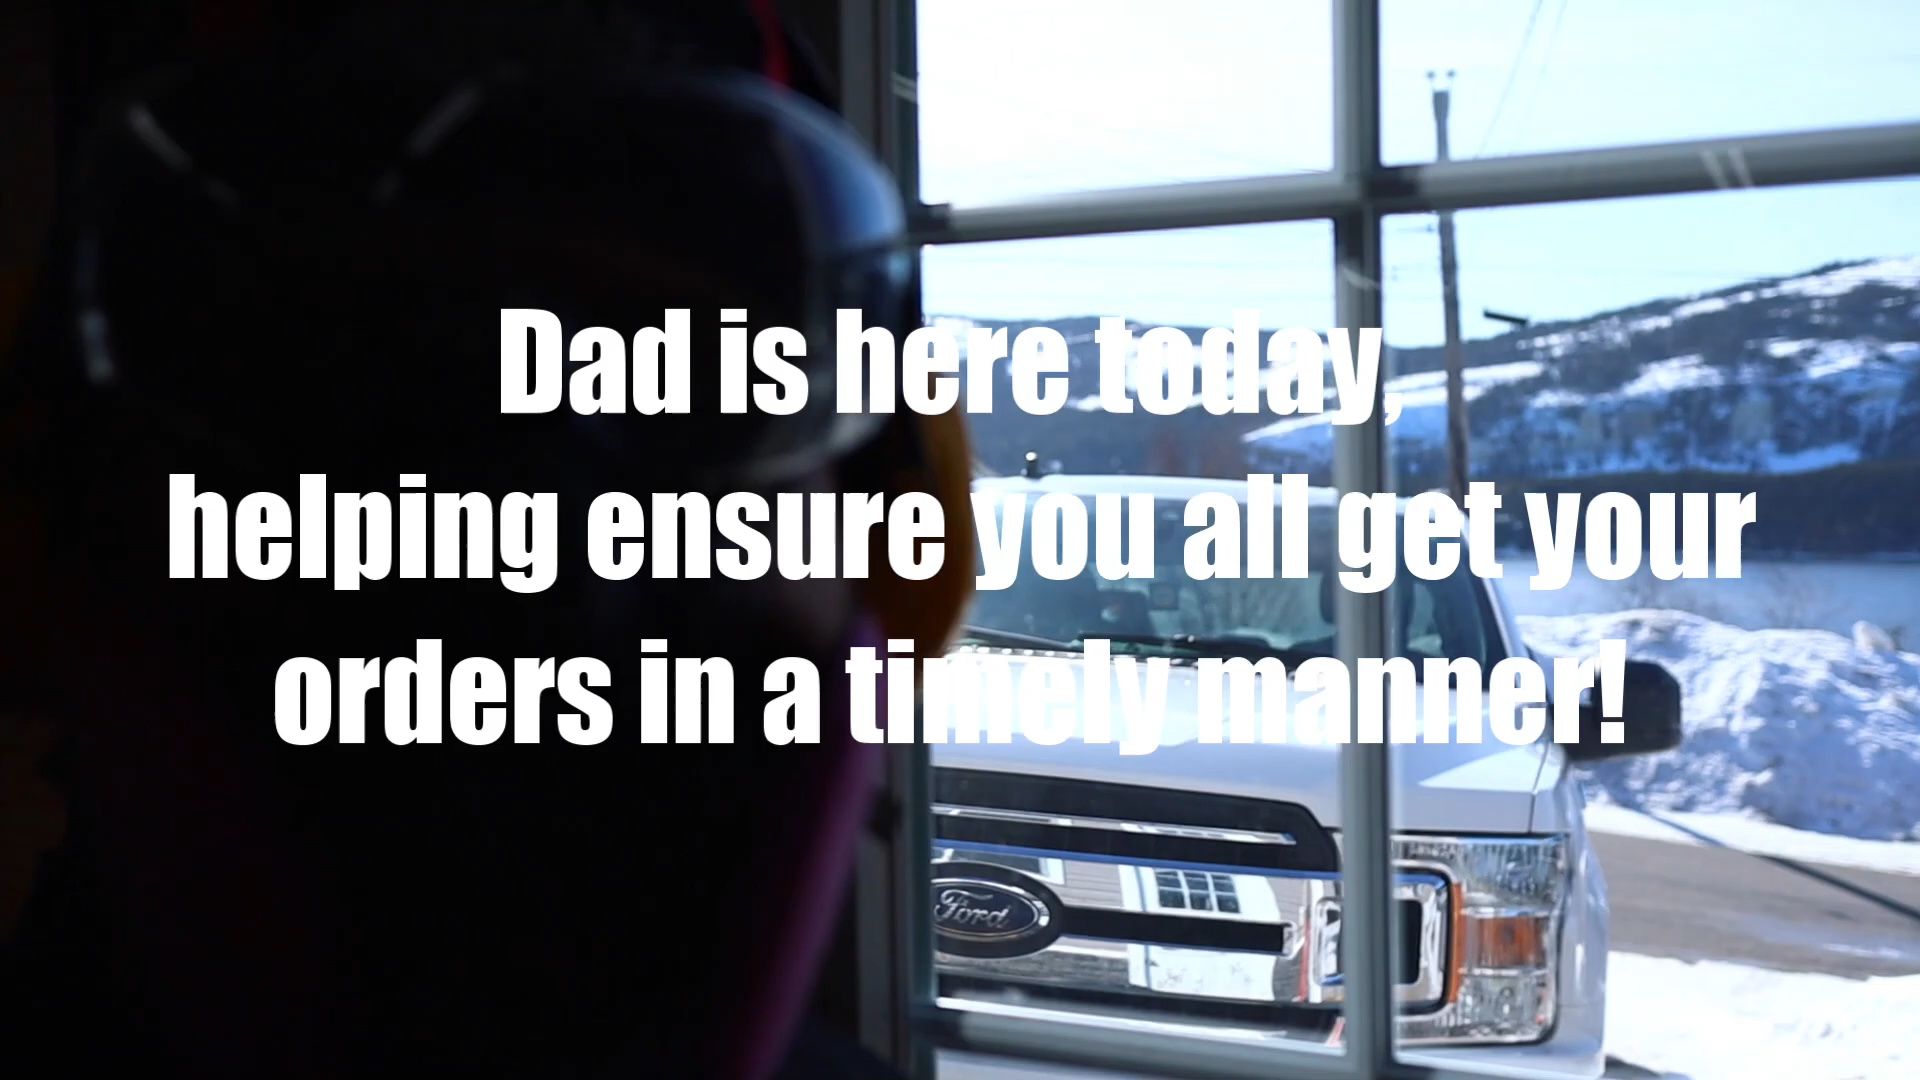 Dad is here today,
helping ensure you all get your
orders in a timely manner!
Ford